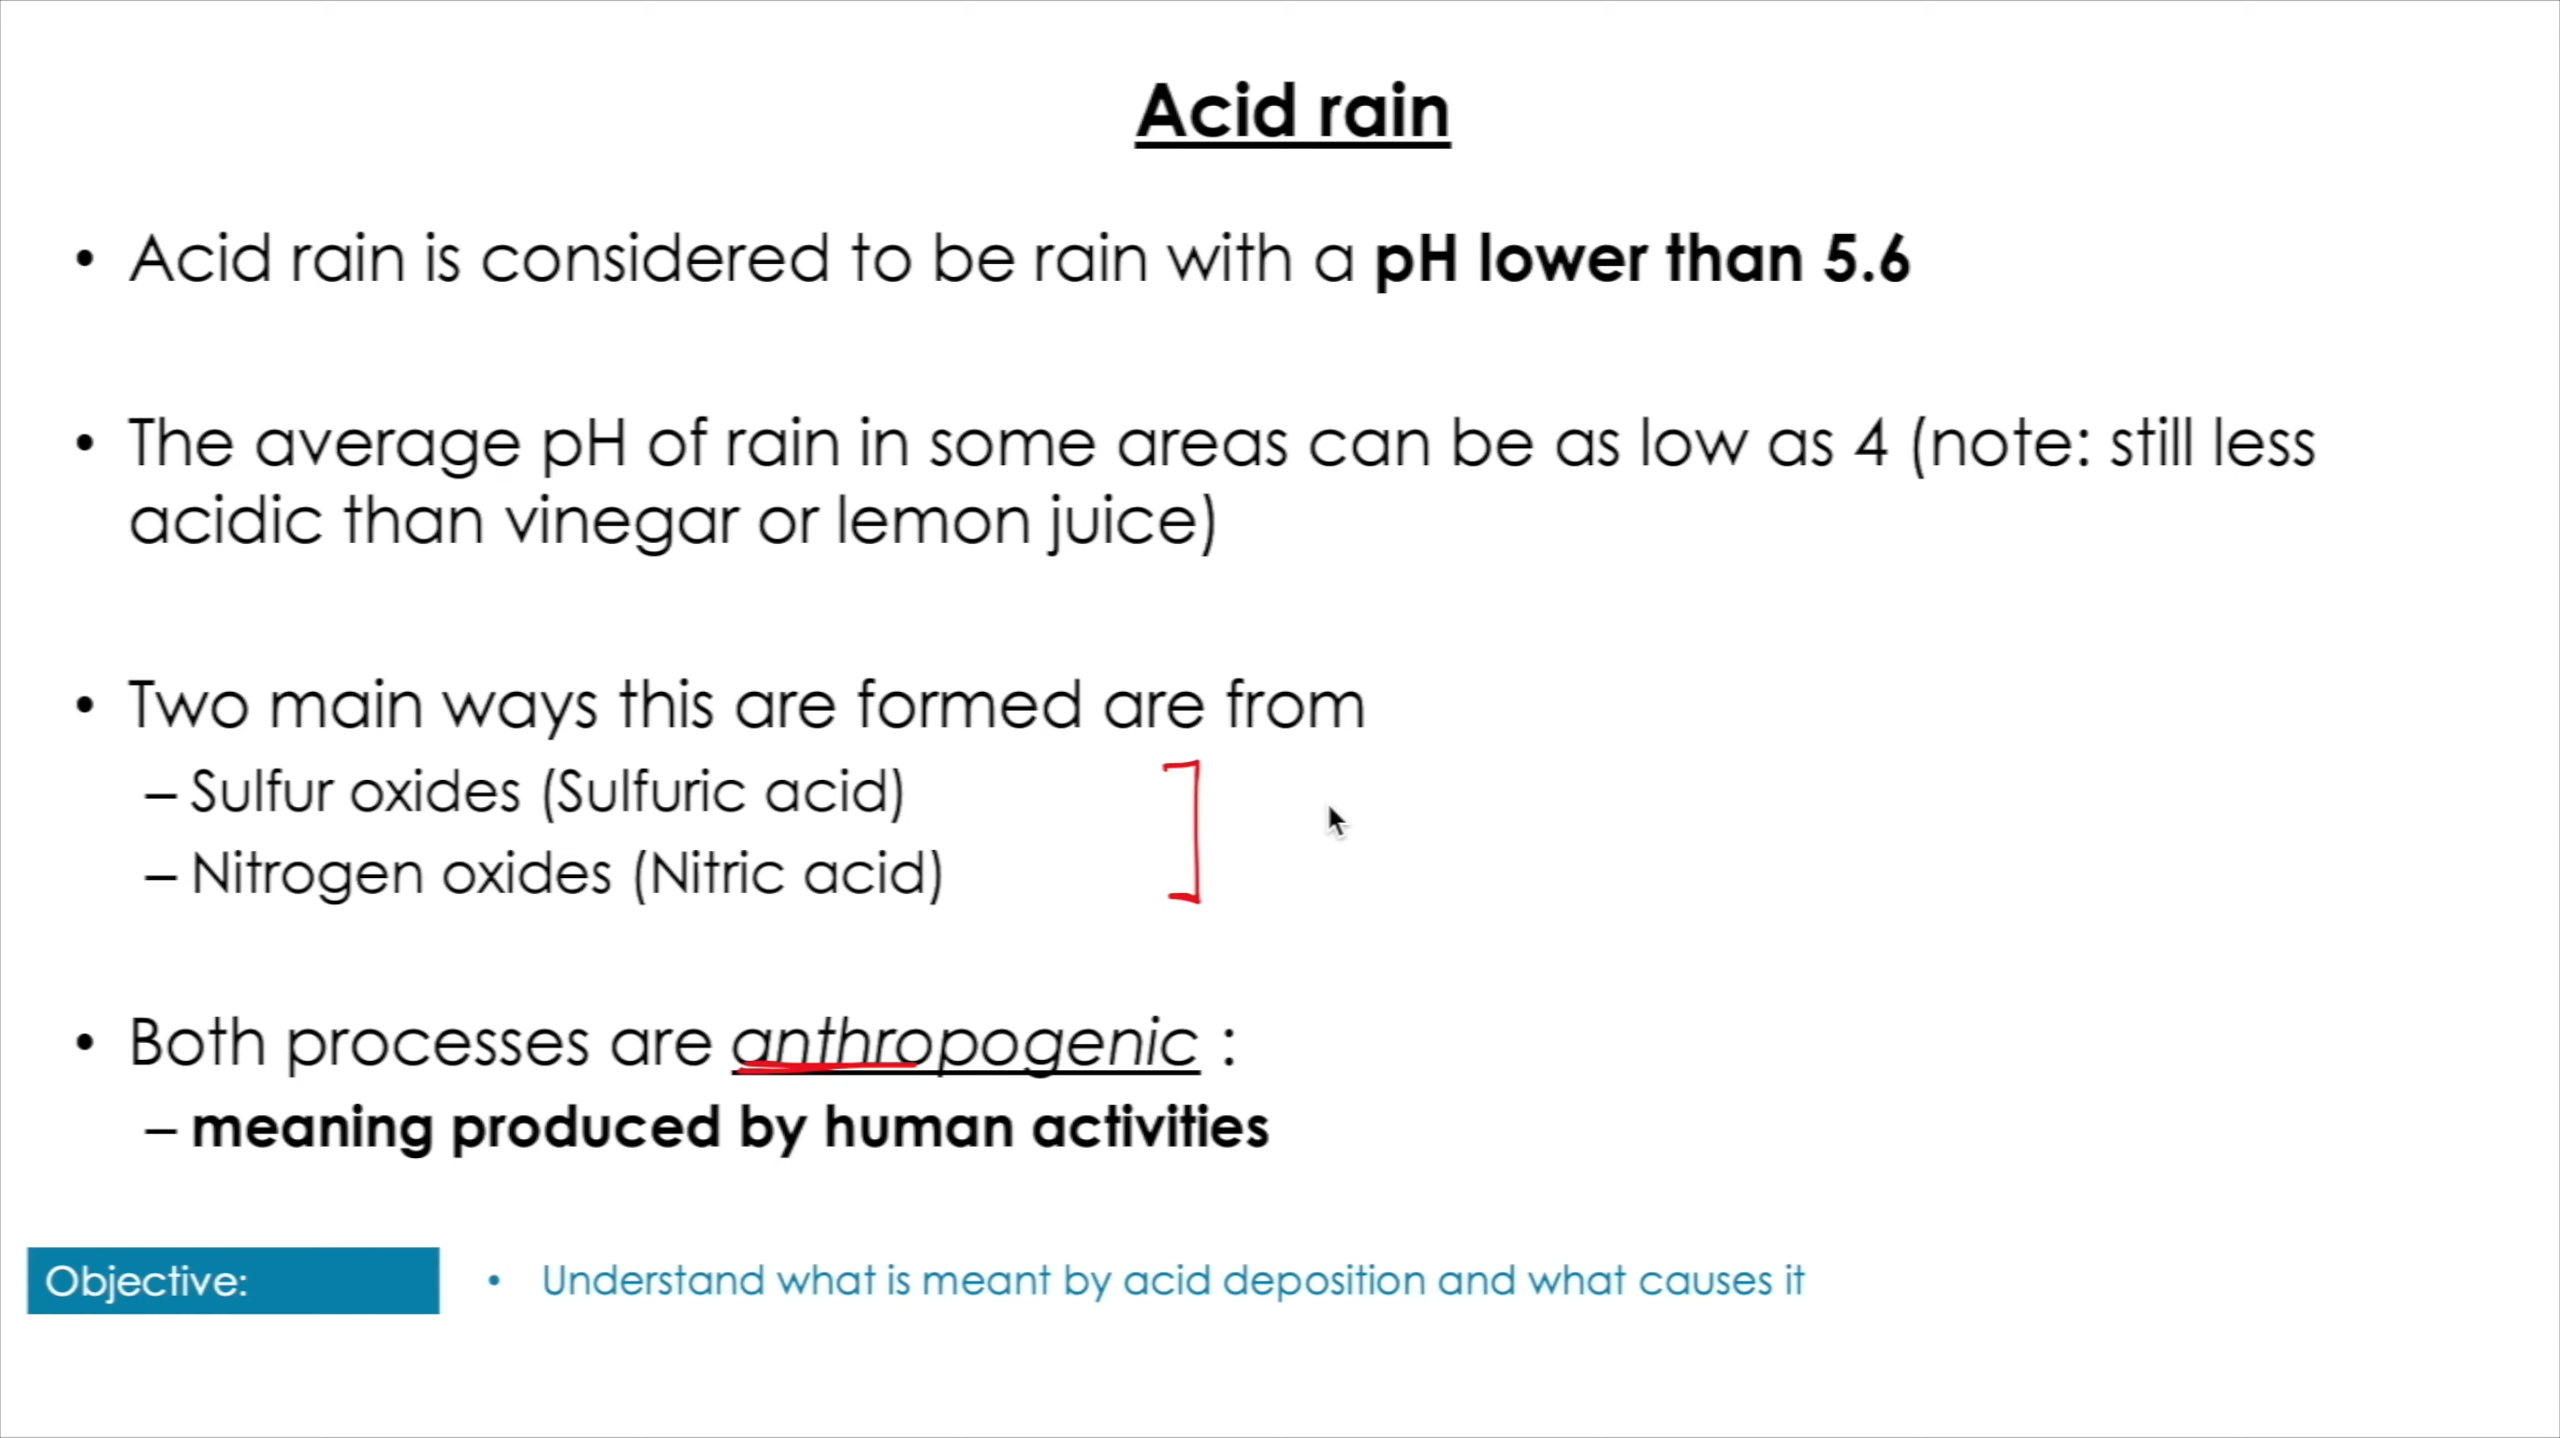 Acid rain
• Acid rain is considered to be rain with a pH lower than 5.6
• The average pH of rain in some areas can be as low as 4 (note: still less
acidic than vinegar or lemon juice)
• Two main ways this are formed are from
– Sulfur oxides (Sulfuric acid)
– Nitrogen oxides (Nitric acid)
• Both processes are anthropogenic :
– meaning produced by human activities
Objective: • Understand what is meant by acid deposition and what causes it